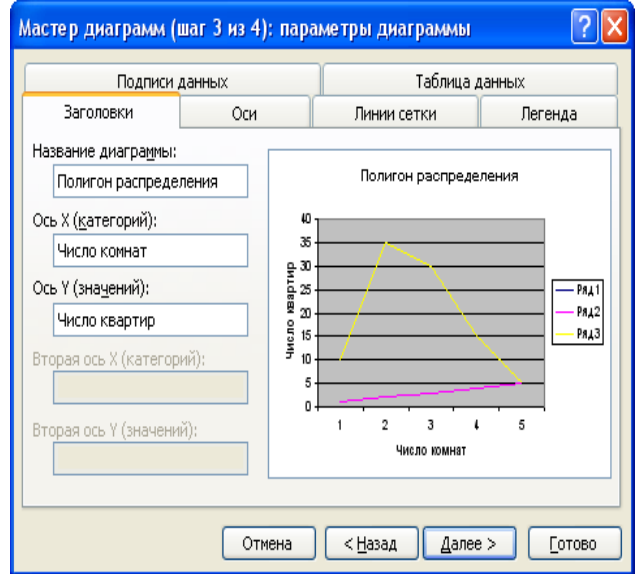 Мастер диаграмм (шаг 3 из 4): параметры диаграммы
Подписи данных
Таблица данных
Заголовки
Оси
Линии сетки
Легенда
Название диаграммы:
Полигон распределения
Ось X (категорий):
Число комнат
Ось Y (значений):
Число квартир
Вторая ось X (категорий):
Вторая ось Y (значений):
Полигон распределения
40
35
30
25
20
15
10
5
0
Число квартир
1 2 3 4 5
Число комнат
Ряд1
Ряд2
Ряд3
Отмена
< Назад
Далее >
Готово